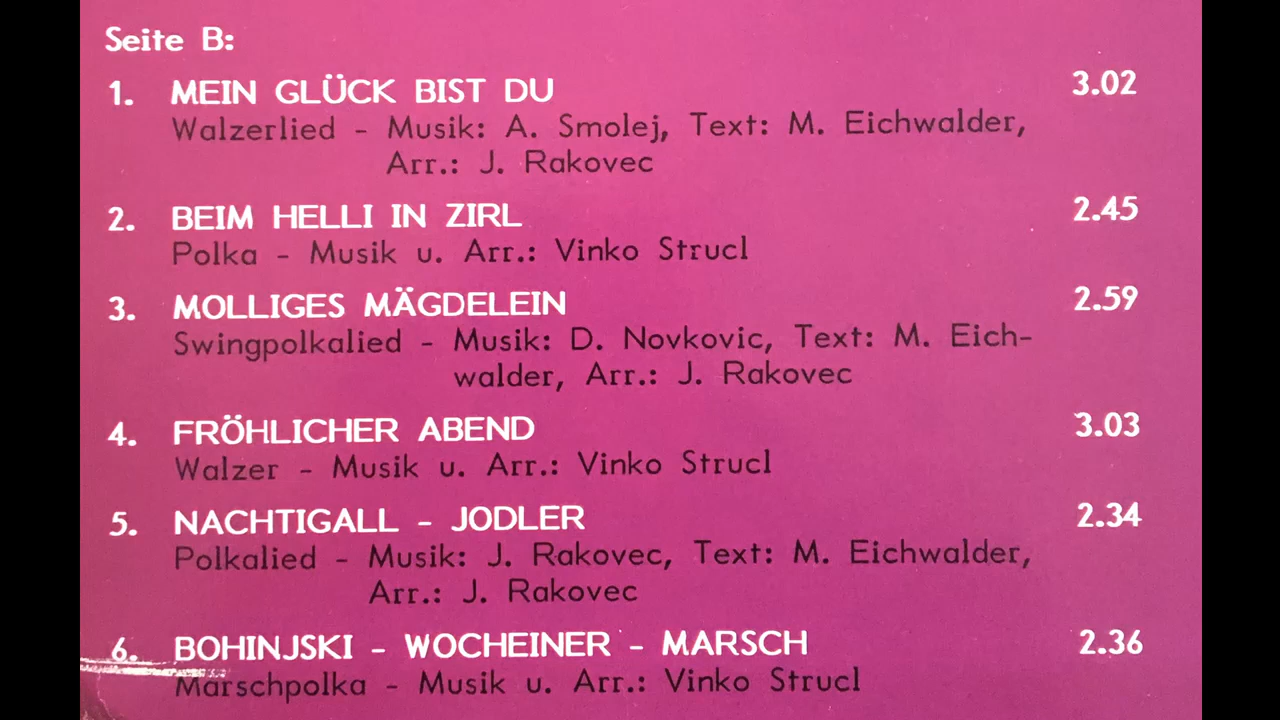 Seite B:
1. MEIN GLÜCK BIST DU 3.02
Walzerlied - Musik: A. Smolej, Text: M. Eichwalder,
Arr.: J. Rakovec
2. BEIM HELLI IN ZIRL 2.45
Polka - Musik u. Arr.: Vinko Strucl
3. MOLLIGES MÄGDELEIN 2.59
Swingpolkalied - Musik: D. Novkovic, Text: M. Eich-
walder, Arr.: J. Rakovec
4. FRÖHLICHER ABEND 3.03
Walzer - Musik u. Arr.: Vinko Strucl
5. NACHTIGALL - JODLER 2.34
Polkalied - Musik: J. Rakovec, Text: M. Eichwalder,
Arr.: J. Rakovec
6. BOHINJSKI - WOCHEINER - MARSCH 2.36
Marschpolka - Musik u. Arr.: Vinko Strucl